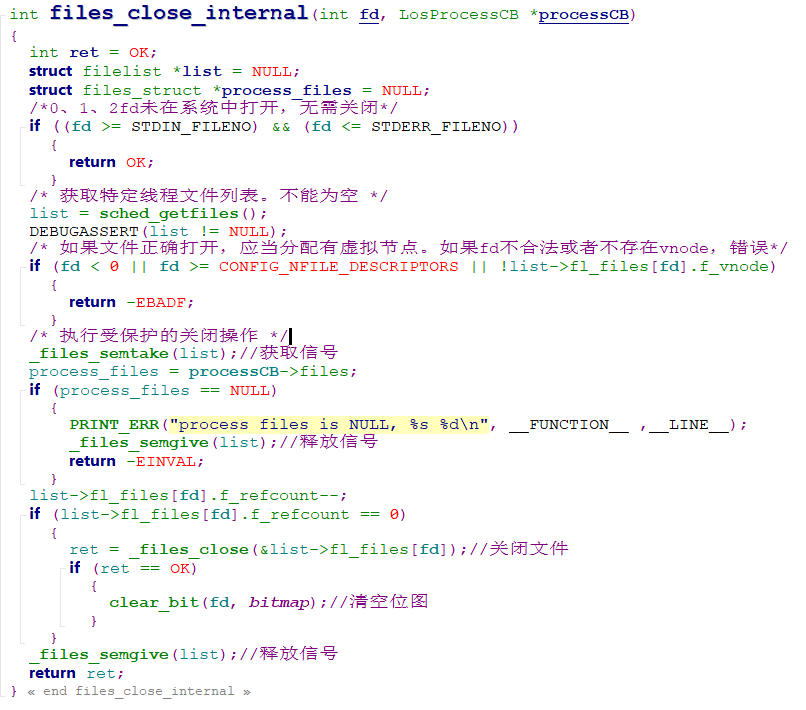 int files_close_internal(int fd, LosProcessCB *processCB)
{
int ret = OK;
struct filelist *list = NULL;
struct files_struct *process_files = NULL;
/*0、1、2fd未在系统中打开，无需关闭*/
if ((fd >= STDIN_FILENO) && (fd <= STDERR_FILENO))
{
return OK;
}
/* 获取特定线程文件列表。不能为空 */
list = sched_getfiles();
DEBUGASSERT(list != NULL);
/* 如果文件正确打开，应当分配有虚拟节点。如果fd不合法或者不存在vnode，错误*/
if (fd < 0 || fd >= CONFIG_NFILE_DESCRIPTORS || !list->fl_files[fd].f_vnode)
{
return -EBADF;
}
/* 执行受保护的关闭操作 */
_files_semtake(list);//获取信号
process_files = processCB->files;
if (process_files == NULL)
{
PRINT_ERR("process files is NULL, %s %d\n", __FUNCTION__ ,__LINE__);
_files_semgive(list);//释放信号
return -EINVAL;
}
list->fl_files[fd].f_refcount--;
if (list->fl_files[fd].f_refcount == 0)
{
ret = _files_close(&list->fl_files[fd]);//关闭文件
if (ret == OK)
{
clear_bit(fd, bitmap);//清空位图
}
}
_files_semgive(list);//释放信号
return ret;
} « end files_close_internal »